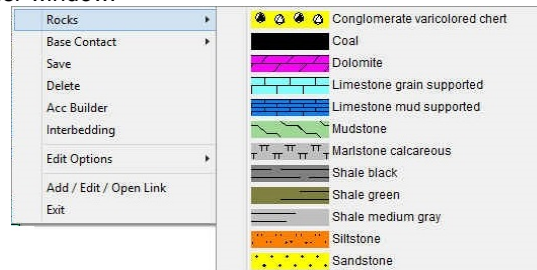 Rocks
Base Contact
Save
Delete
Acc Builder
Interbedding
Edit Options
Add / Edit / Open Link
Exit
Conglomerate varicolored chert
Coal
Dolomite
Limestone grain supported
Limestone mud supported
Mudstone
Marlstone calcareous
Shale black
Shale green
Shale medium gray
Siltstone
Sandstone